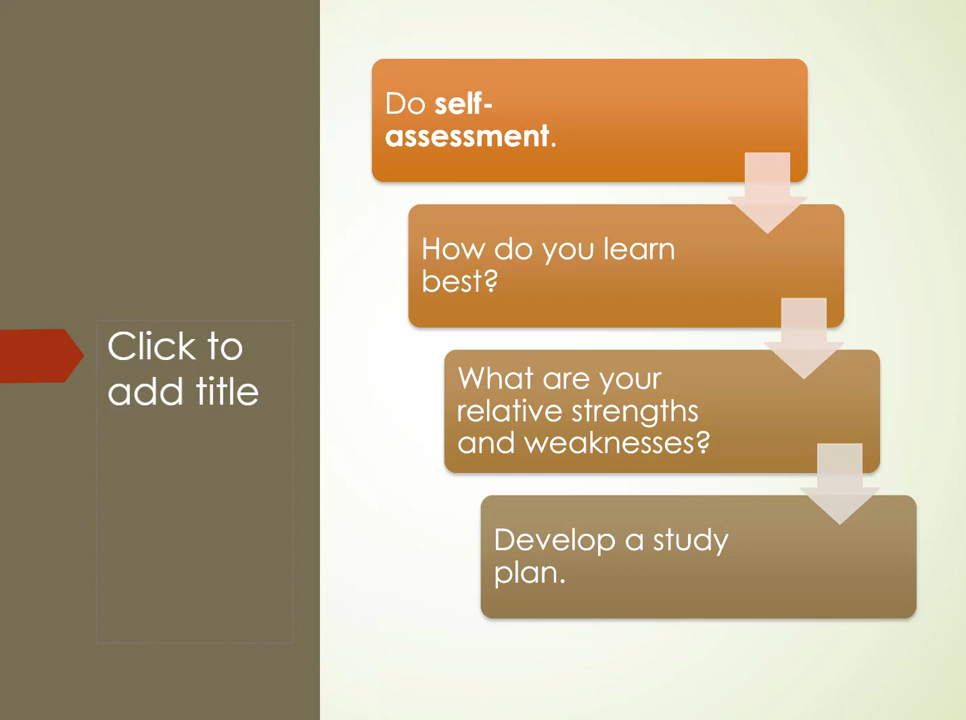 Do self-
assessment.
How do you learn
best?
What are your
relative strengths
and weaknesses?
Develop a study
plan.
Click to
add title